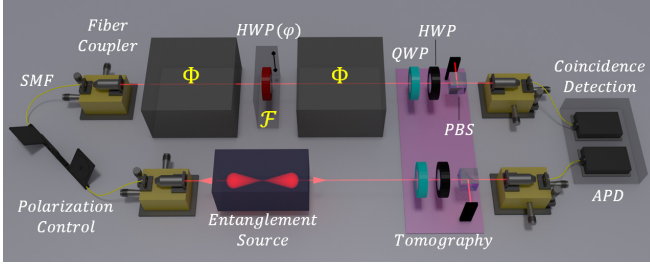 Fiber
Coupler
HWP(φ)
HWP
QWP
SMF
Φ
Φ
Coincidence
Detection
ℱ
PBS
Polarization
Control
Entanglement
Source
Tomography
APD